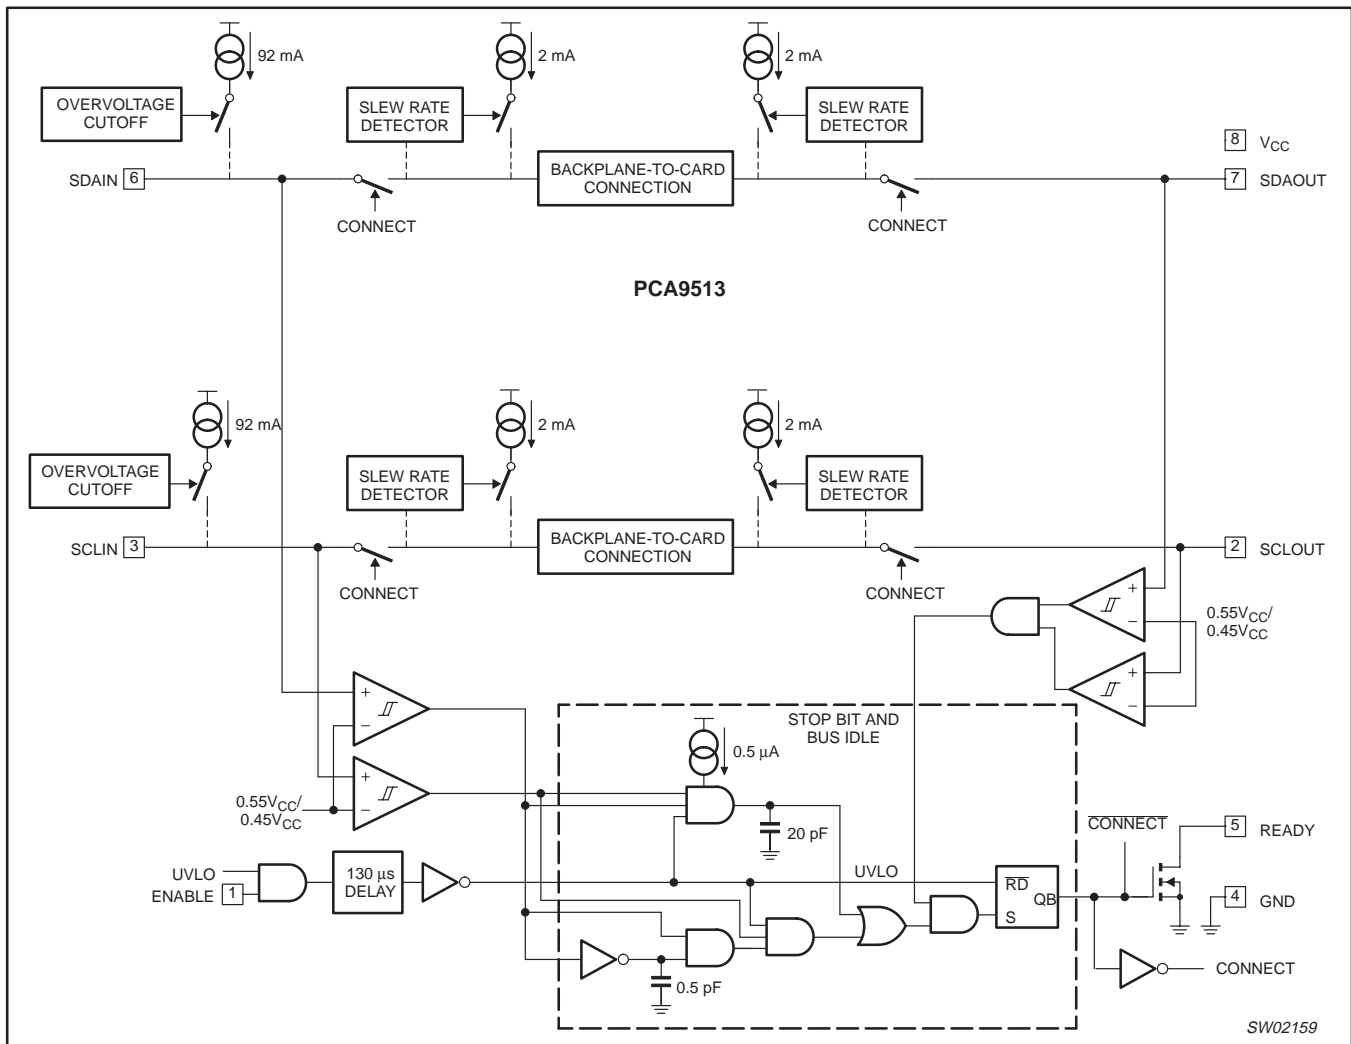 92 mA
2 mA
2 mA
OVERVOLTAGE
CUTOFF
SLEW RATE
DETECTOR
SLEW RATE
DETECTOR
8 VCC
SDAIN 6
BACKPLANE-TO-CARD
CONNECTION
7 SDAOUT
CONNECT
CONNECT
PCA9513
92 mA
2 mA
2 mA
OVERVOLTAGE
CUTOFF
SLEW RATE
DETECTOR
SLEW RATE
DETECTOR
SCLIN 3
BACKPLANE-TO-CARD
CONNECTION
2 SCLOUT
CONNECT
CONNECT
+
−
0.55VCC/
0.45VCC
+
−
+
−
STOP BIT AND
BUS IDLE
0.5 µA
+
−
0.55VCC/
0.45VCC
20 pF
CONNECT
5 READY
UVLO
ENABLE 1
130 µs
DELAY
UVLO
RD
QB
S
4 GND
0.5 pF
CONNECT
SW02159